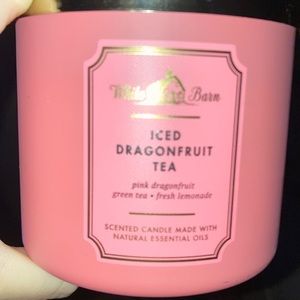 White Barn
ICED
DRAGONFRUIT
TEA
pink dragonfruit
green tea • fresh lemonade
SCENTED CANDLE MADE WITH
NATURAL ESSENTIAL OILS